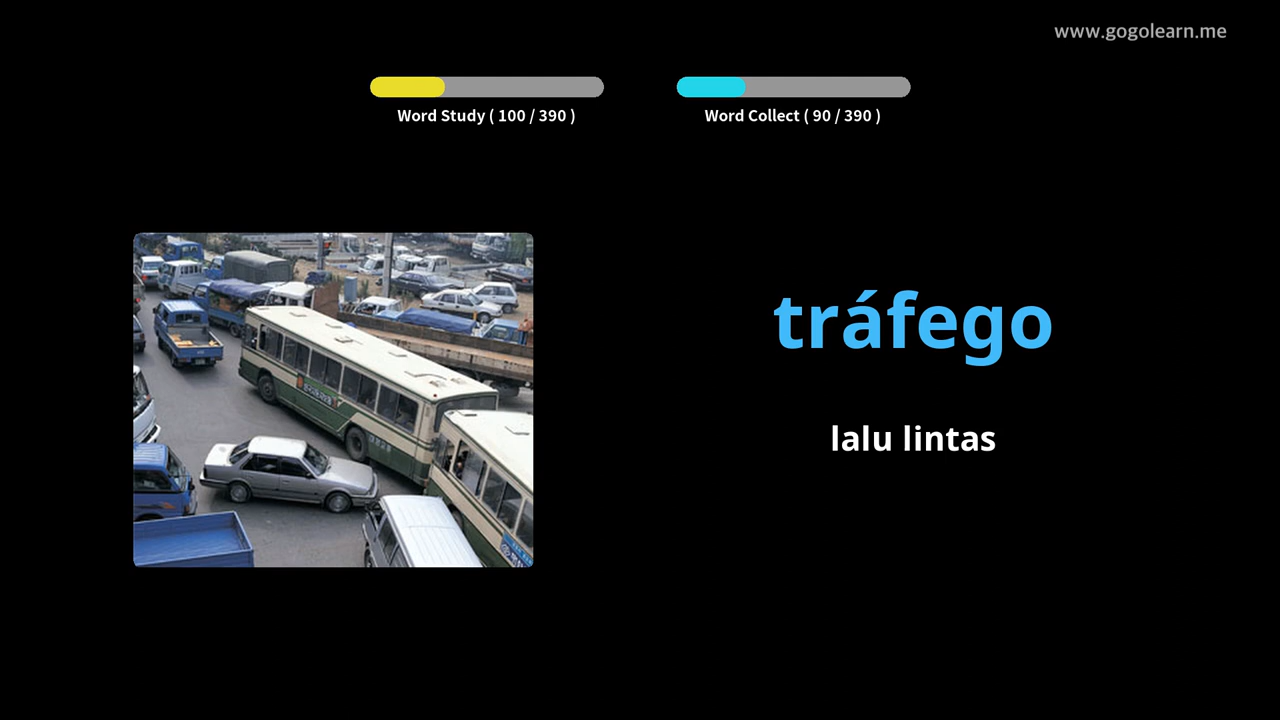 www.gogolearn.me
Word Study ( 100 / 390 )
Word Collect ( 90 / 390 )
tráfego
lalu lintas